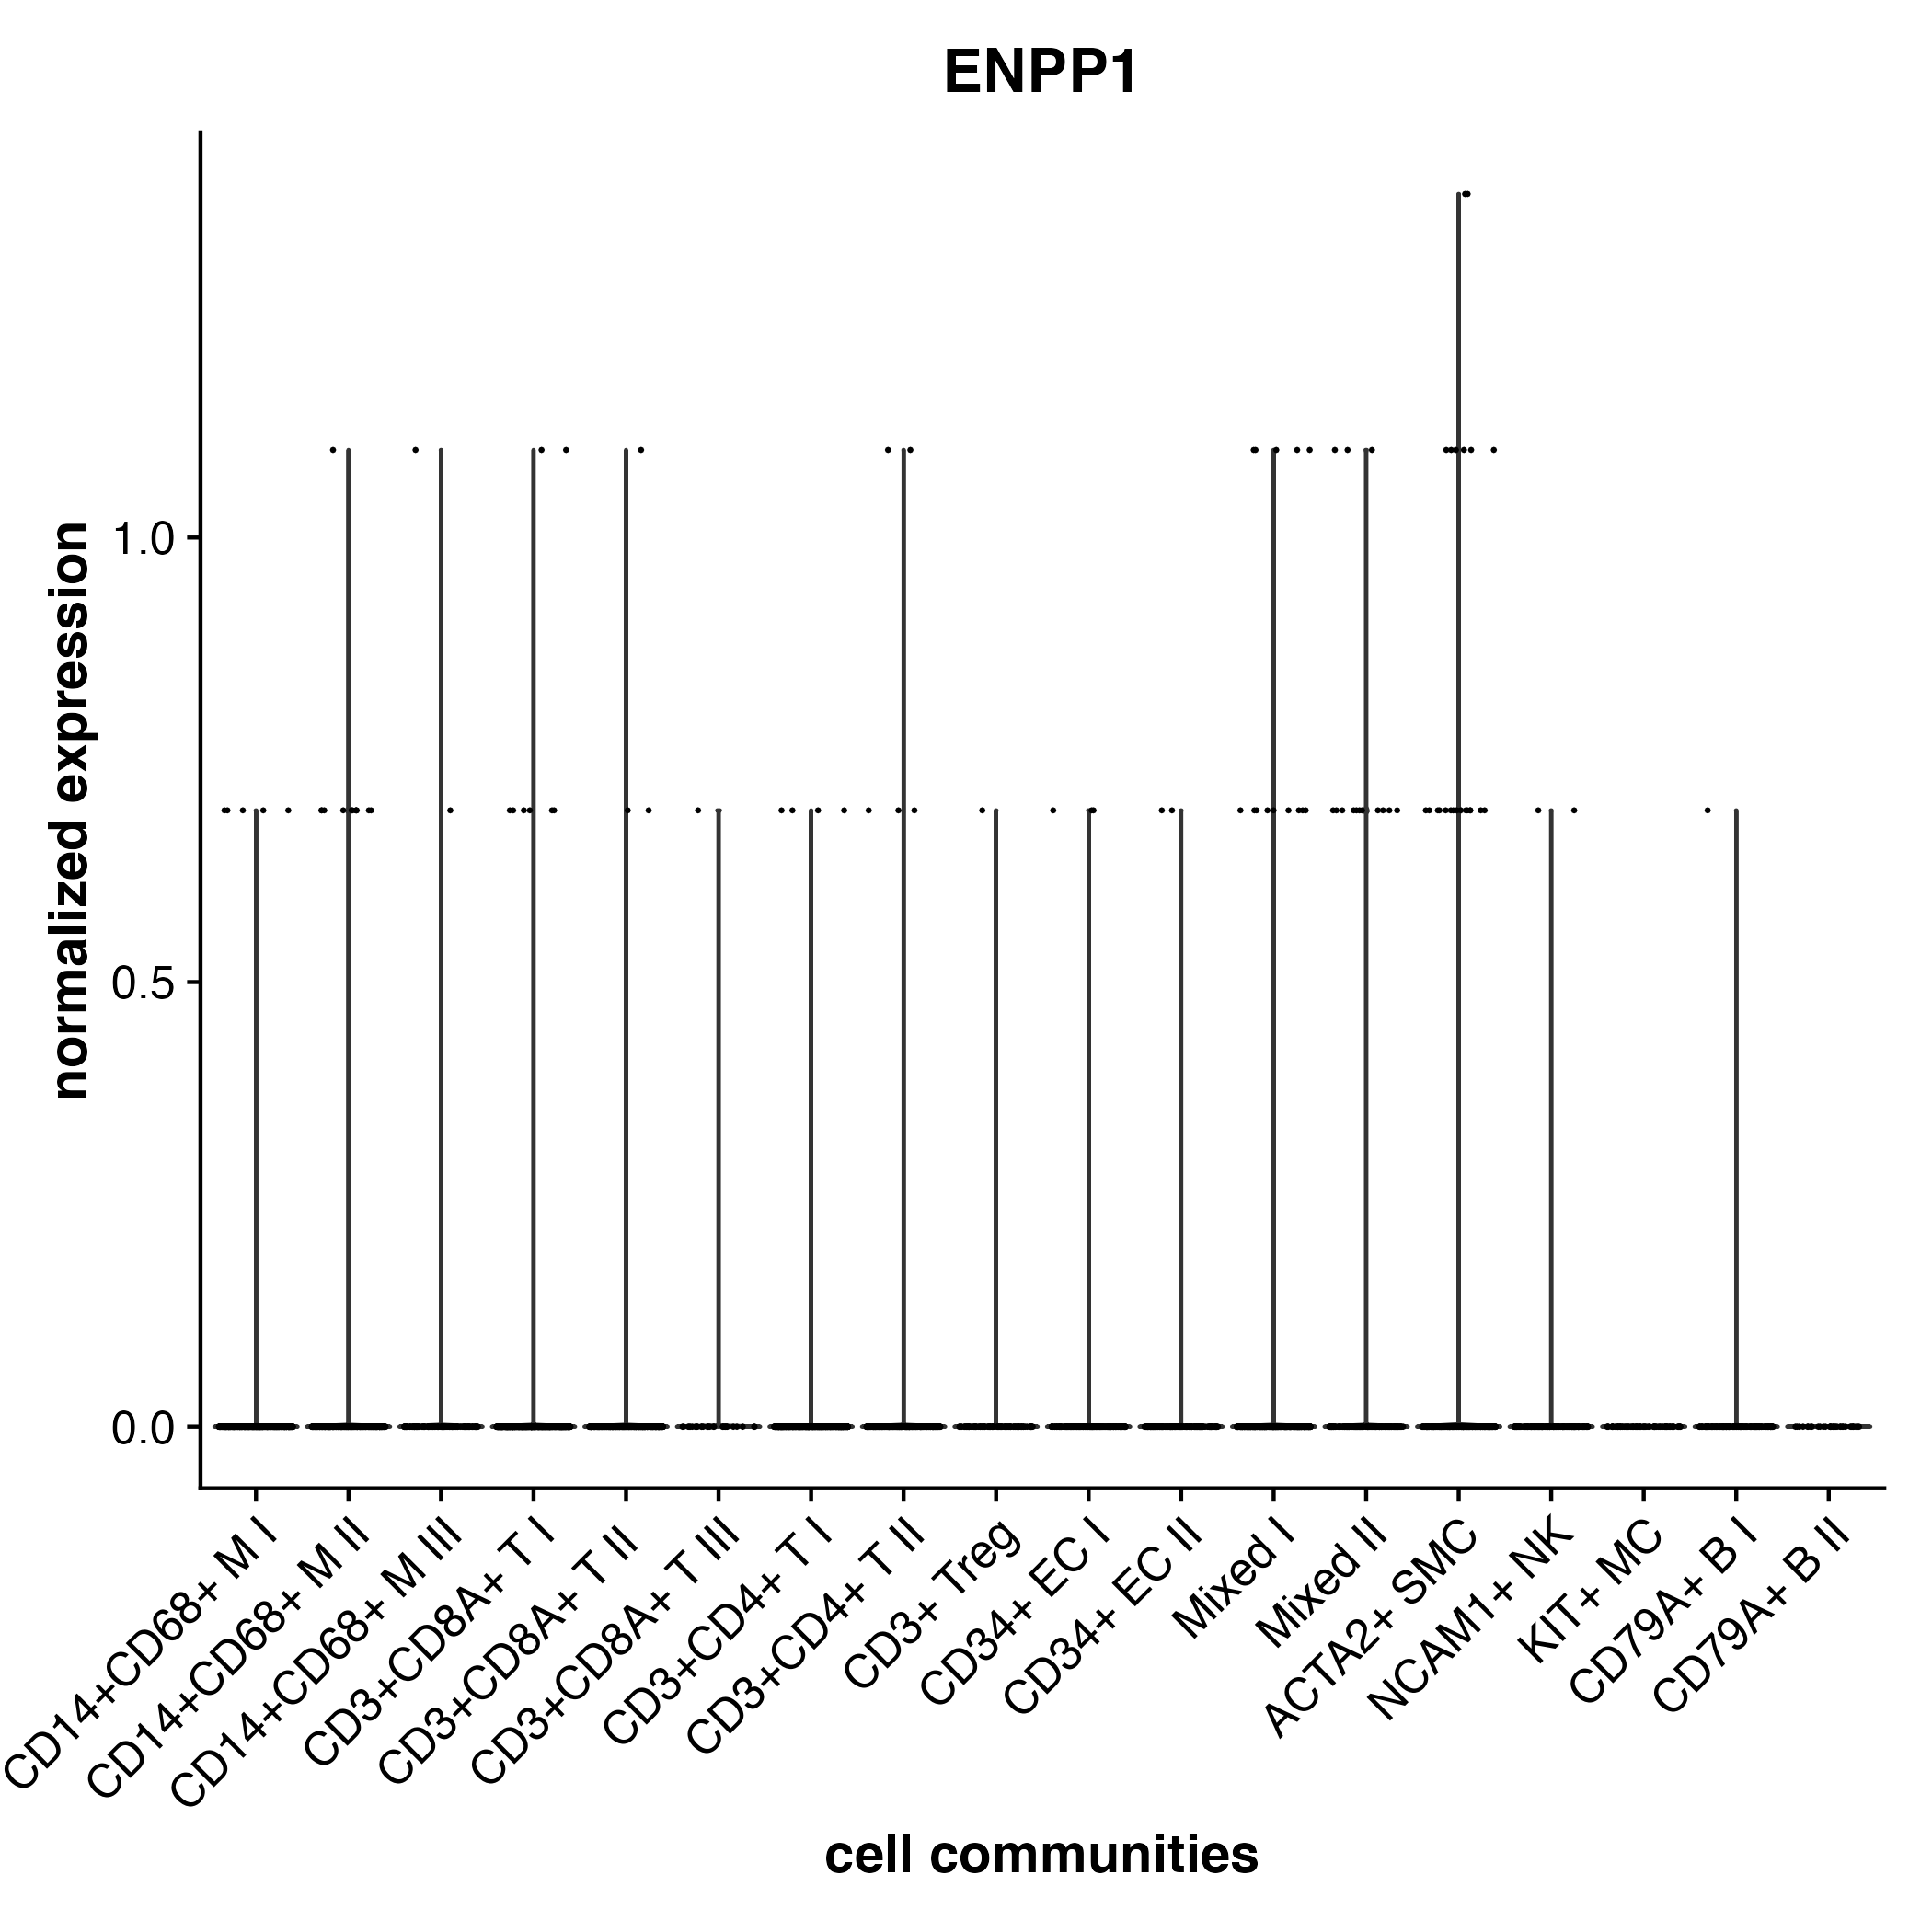 ENPP1
normalized expression
1.0
0.5
0.0
CD14+CD68+ M I
CD14+CD68+ M II
CD14+CD68+ M III
CD3+CD8A+ T I
CD3+CD8A+ T II
CD3+CD8A+ T III
CD3+CD4+ T I
CD3+CD4+ T II
CD3+ Treg
CD34+ EC I
CD34+ EC II
Mixed I
Mixed II
ACTA2+ SMC
NCAM1+ NK
KIT+ MC
CD79A+ B I
CD79A+ B II
cell communities